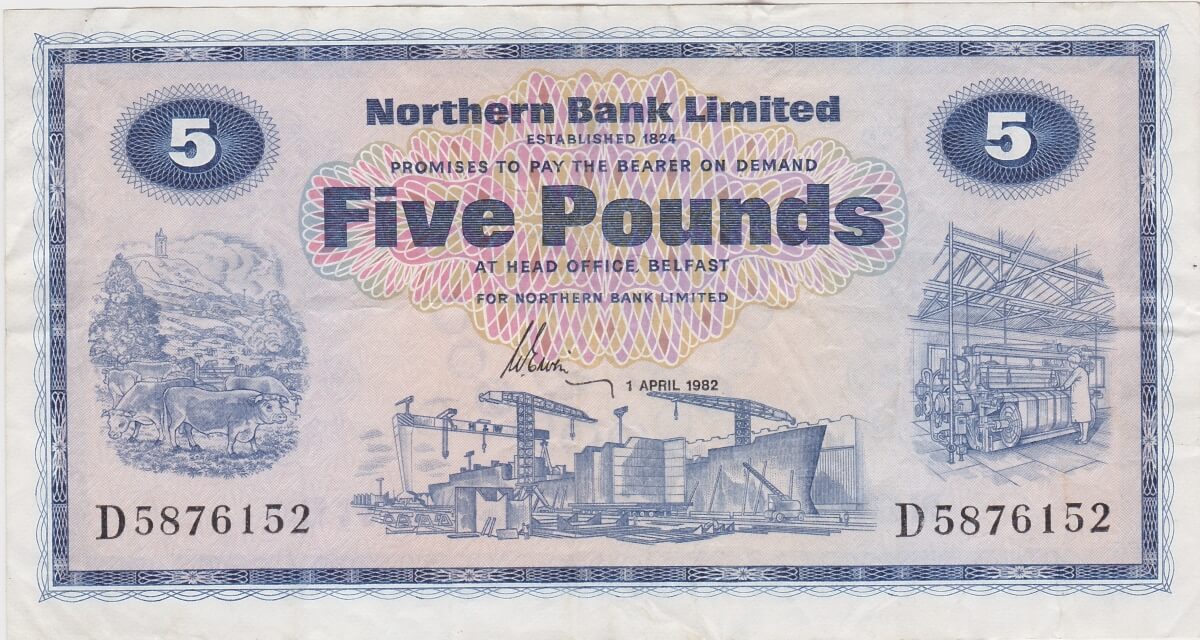 5
5
Northern Bank Limited
ESTABLISHED 1824
PROMISES TO PAY THE BEARER ON DEMAND
Five Pounds
AT HEAD OFFICE, BELFAST
FOR NORTHERN BANK LIMITED
1 APRIL 1982
H&W
D5876152
D5876152